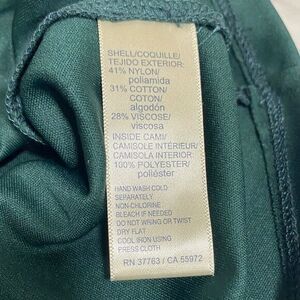 SHELL/COQUILLE/
TEJIDO EXTERIOR:
41% NYLON/
poliamida
31% COTTON/
COTON/
algodón
28% VISCOSE/
viscosa
INSIDE CAMI/
CAMISOLE INTÉRIEUR/
CAMISOLA INTERIOR:
100% POLYESTER/
poliéster
HAND WASH COLD
SEPARATELY
NON-CHLORINE
BLEACH IF NEEDED
DO NOT WRING OR TWIST
DRY FLAT
COOL IRON USING
PRESS CLOTH
RN 37763 / CA 55972